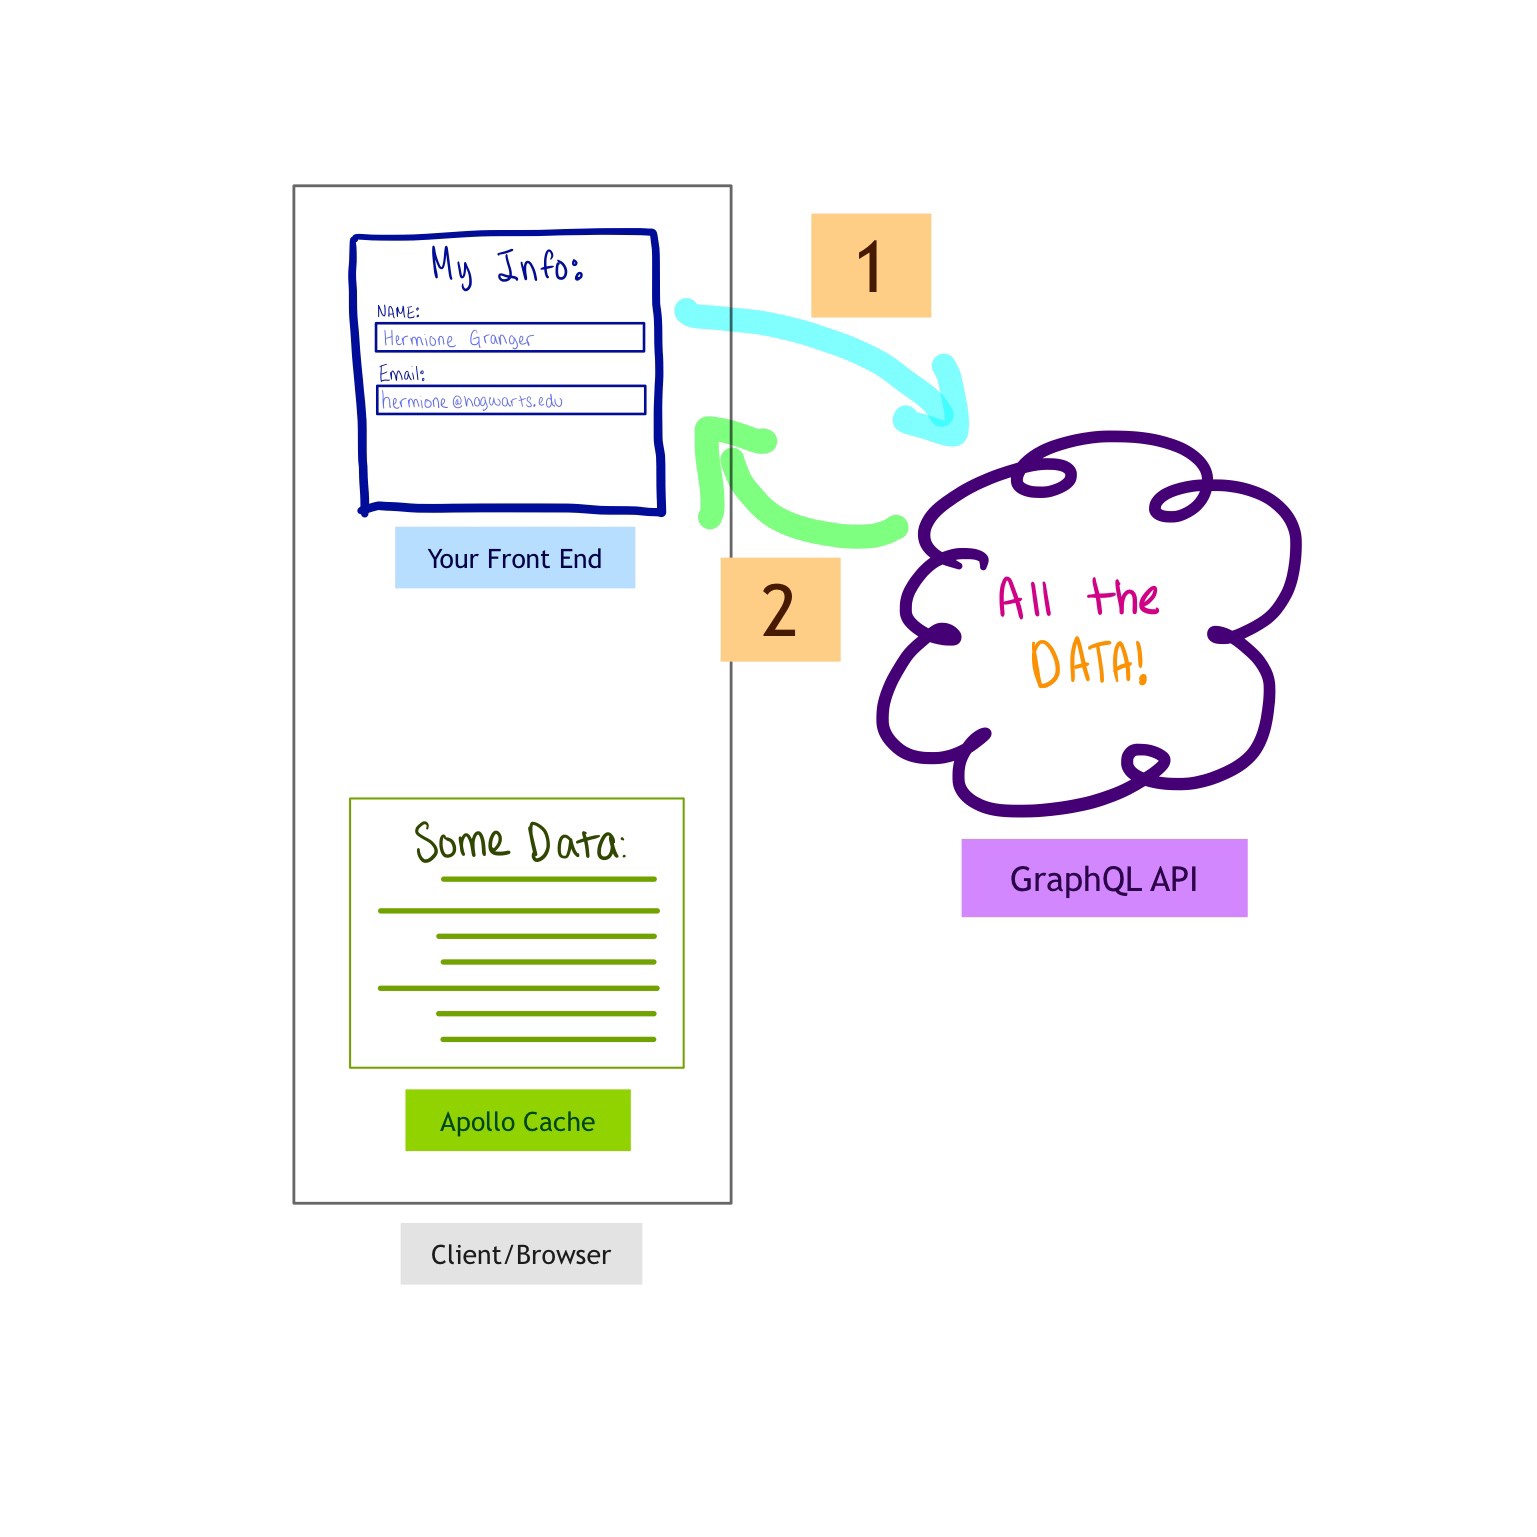 My Info:
NAME:
Hermione Granger
Email:
hermione@hogwarts.edu
Your Front End
1
2
All the
DATA!
GraphQL API
Some Data:
Apollo Cache
Client/Browser